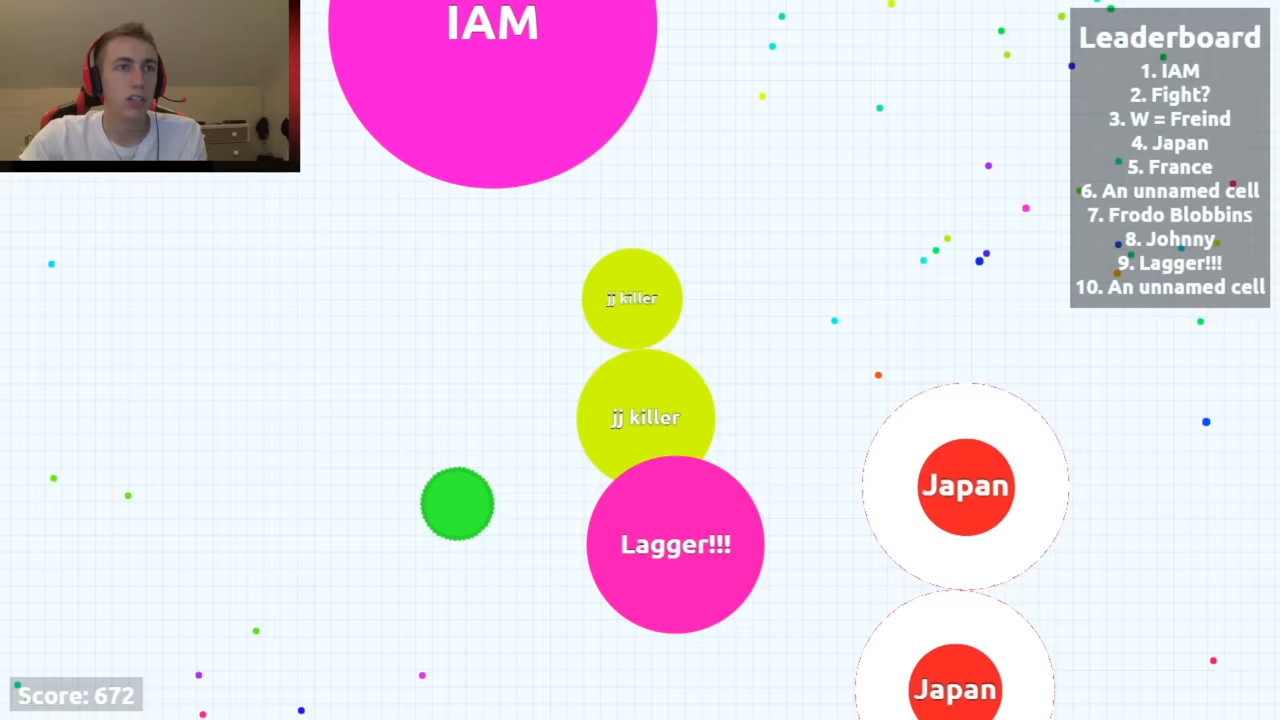 IAM
jj killer
jj killer
Lagger!!!
Japan
Japan
Leaderboard
1. IAM
2. Fight?
3. W = Freind
4. Japan
5. France
6. An unnamed cell
7. Frodo Blobbins
8. Johnny
9. Lagger!!!
10. An unnamed cell
Score: 672